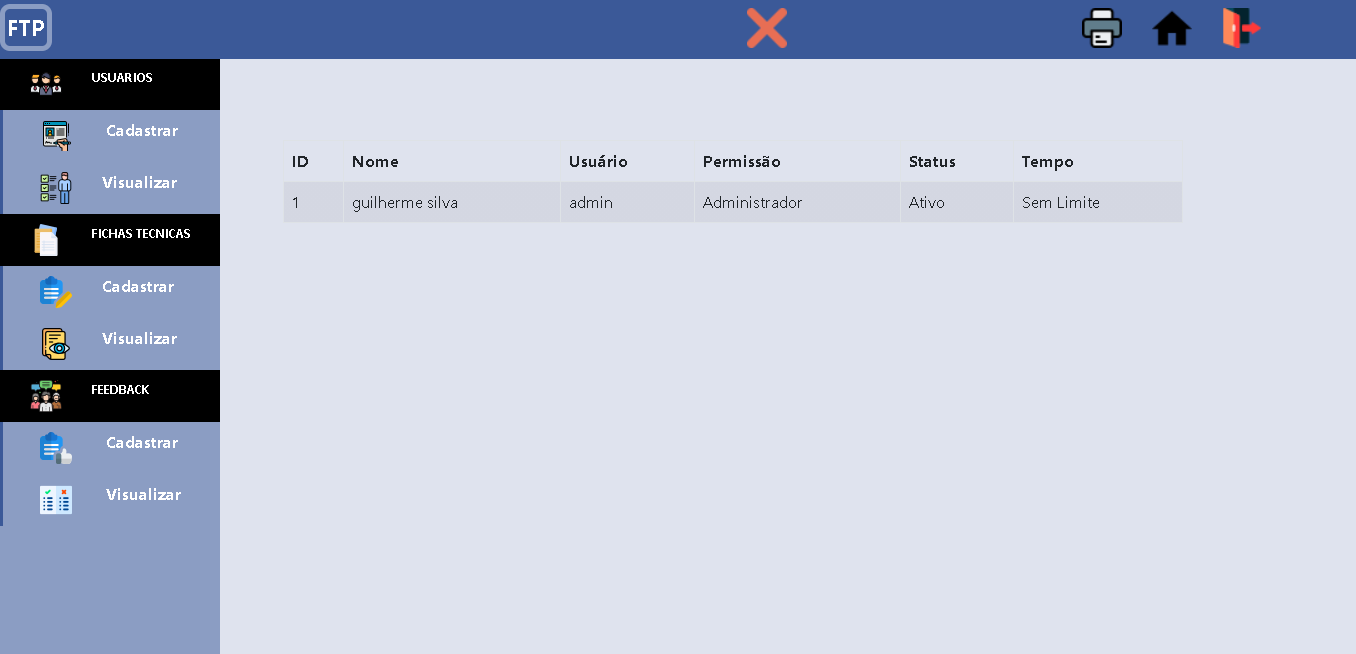 FTP
USUARIOS
Cadastrar
Visualizar
FICHAS TECNICAS
Cadastrar
Visualizar
FEEDBACK
Cadastrar
Visualizar
ID Nome Usuário Permissão Status Tempo
1 guilherme silva admin Administrador Ativo Sem Limite